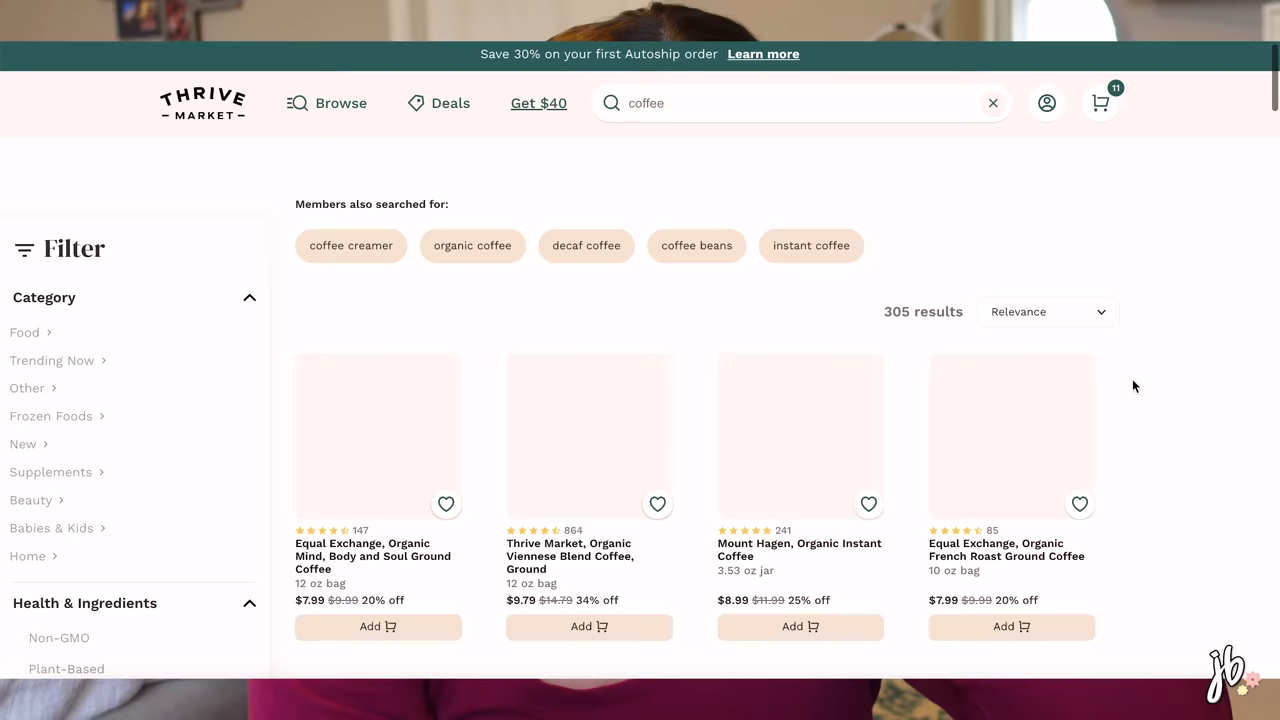 Save 30% on your first Autoship order Learn more
THRIVE
MARKET
Browse
Deals
Get $40
coffee
11
Members also searched for:
coffee creamer
organic coffee
decaf coffee
coffee beans
instant coffee
Filter
Category
Food
Trending Now
Other
Frozen Foods
New
Supplements
Beauty
Babies & Kids
Home
Health & Ingredients
Non-GMO
Plant-Based
305 results
Relevance
147
Equal Exchange, Organic
Mind, Body and Soul Ground
Coffee
12 oz bag
$7.99 $9.99 20% off
Add
864
Thrive Market, Organic
Viennese Blend Coffee,
Ground
12 oz bag
$9.79 $14.79 34% off
Add
241
Mount Hagen, Organic Instant
Coffee
3.53 oz jar
$8.99 $11.99 25% off
Add
85
Equal Exchange, Organic
French Roast Ground Coffee
10 oz bag
$7.99 $9.99 20% off
Add
jb